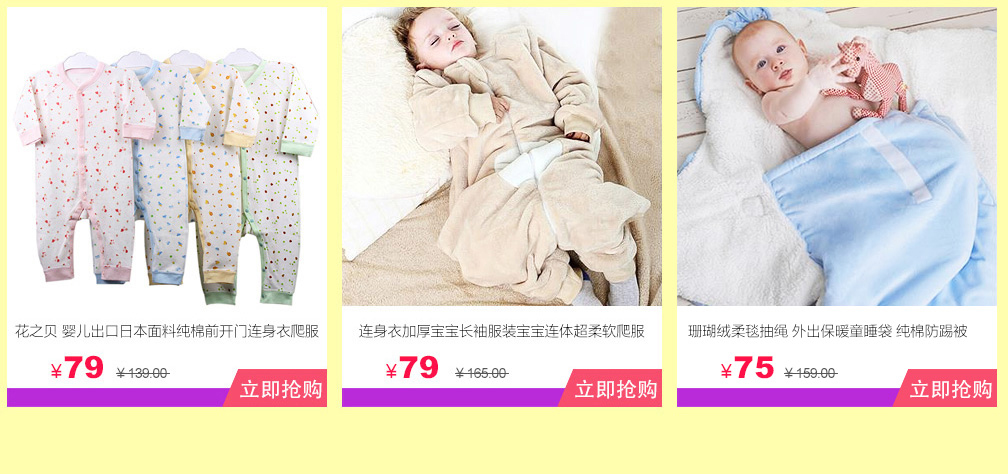 花之贝 婴儿出口日本面料纯棉前开门连身衣爬服
¥79 ¥139.00
立即抢购
连身衣加厚宝宝长袖服装宝宝连体超柔软爬服
¥79 ¥165.00
立即抢购
珊瑚绒柔毯抽绳 外出保暖童睡袋 纯棉防踢被
¥75 ¥159.00
立即抢购